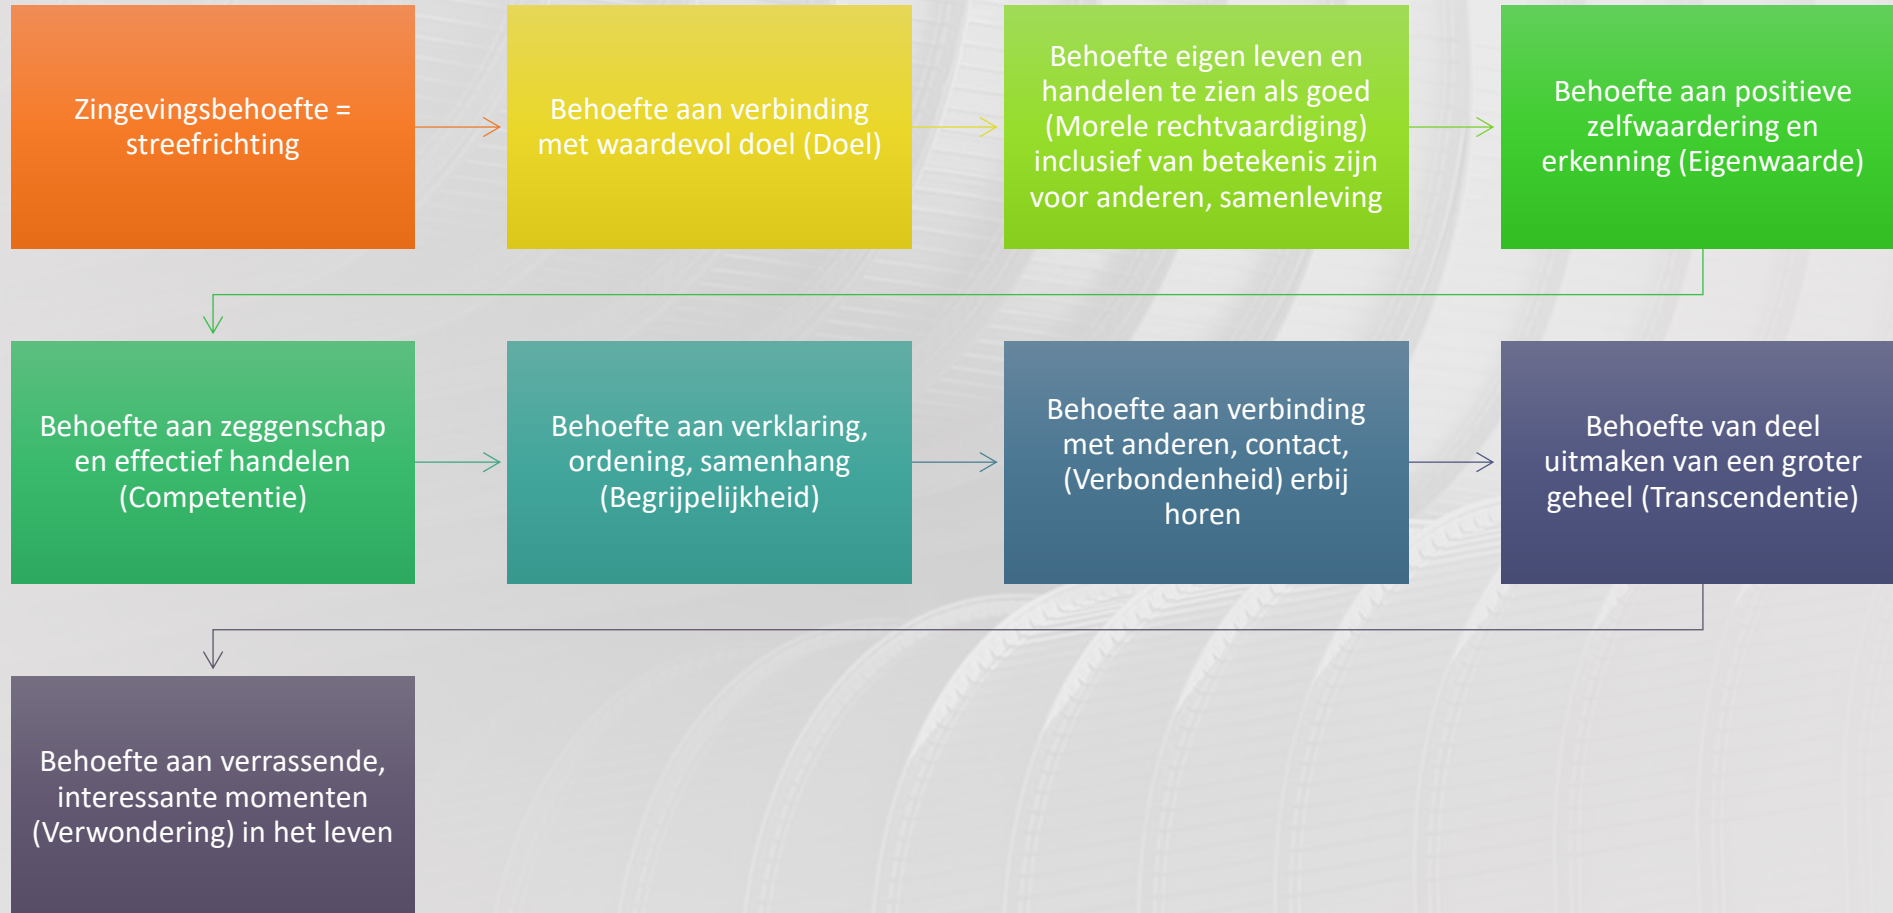 Zingevingsbehoefte =
streefrichting
Behoefte aan verbinding
met waardevol doel (Doel)
Behoefte eigen leven en
handelen te zien als goed
(Morele rechtvaardiging)
inclusief van betekenis zijn
voor anderen, samenleving
Behoefte aan positieve
zelfwaardering en
erkenning (Eigenwaarde)
Behoefte aan zeggenschap
en effectief handelen
(Competentie)
Behoefte aan verklaring,
ordening, samenhang
(Begrijpelijkheid)
Behoefte aan verbinding
met anderen, contact,
(Verbondenheid) erbij
horen
Behoefte van deel
uitmaken van een groter
geheel (Transcendentie)
Behoefte aan verrassende,
interessante momenten
(Verwondering) in het leven